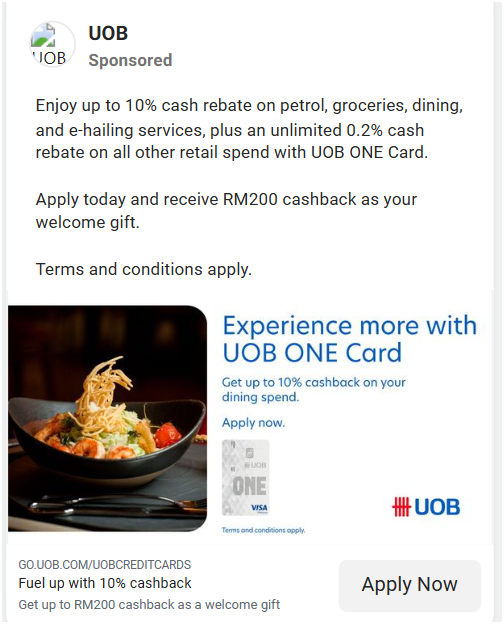 UOB
UOB
Sponsored
Enjoy up to 10% cash rebate on petrol, groceries, dining,
and e-hailing services, plus an unlimited 0.2% cash
rebate on all other retail spend with UOB ONE Card.
Apply today and receive RM200 cashback as your
welcome gift.
Terms and conditions apply.
Experience more with
UOB ONE Card
Get up to 10% cashback on your
dining spend.
Apply now.
UOB
ONE
VISA
UOB
Terms and conditions apply.
GO.UOB.COM/UOBCREDITCARDS
Fuel up with 10% cashback
Get up to RM200 cashback as a welcome gift
Apply Now